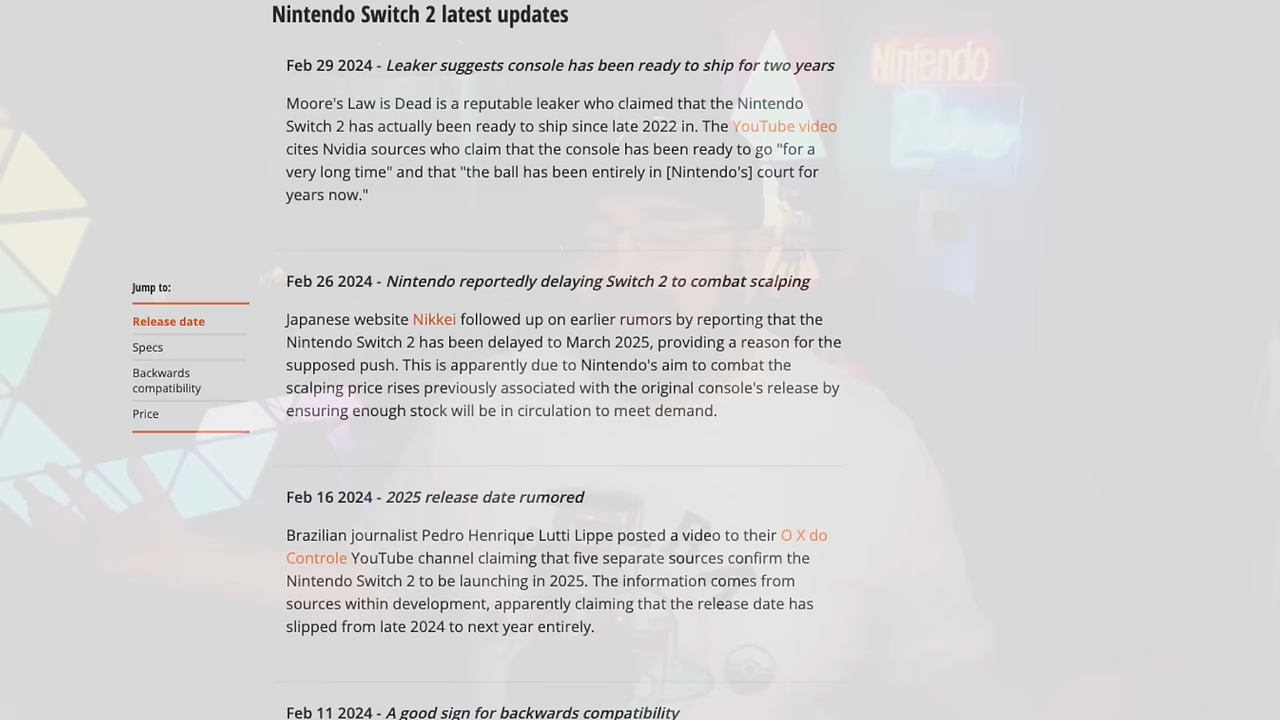 Nintendo Switch 2 latest updates
Feb 29 2024 - Leaker suggests console has been ready to ship for two years
Moore's Law is Dead is a reputable leaker who claimed that the Nintendo
Switch 2 has actually been ready to ship since late 2022 in. The YouTube video
cites Nvidia sources who claim that the console has been ready to go "for a
very long time" and that "the ball has been entirely in [Nintendo's] court for
years now."
Feb 26 2024 - Nintendo reportedly delaying Switch 2 to combat scalping
Japanese website Nikkei followed up on earlier rumors by reporting that the
Nintendo Switch 2 has been delayed to March 2025, providing a reason for the
supposed push. This is apparently due to Nintendo's aim to combat the
scalping price rises previously associated with the original console's release by
ensuring enough stock will be in circulation to meet demand.
Feb 16 2024 - 2025 release date rumored
Brazilian journalist Pedro Henrique Lutti Lippe posted a video to their O X do
Controle YouTube channel claiming that five separate sources confirm the
Nintendo Switch 2 to be launching in 2025. The information comes from
sources within development, apparently claiming that the release date has
slipped from late 2024 to next year entirely.
Feb 11 2024 - A good sign for backwards compatibility
Jump to:
Release date
Specs
Backwards
compatibility
Price
Nintendo